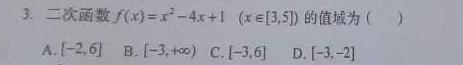 3. 二次函数 f(x)=x²-4x+1 (x∈[3,5]) 的值域为 ( )
A. [-2,6] B. [-3,+∞) C. [-3,6] D. [-3,-2]